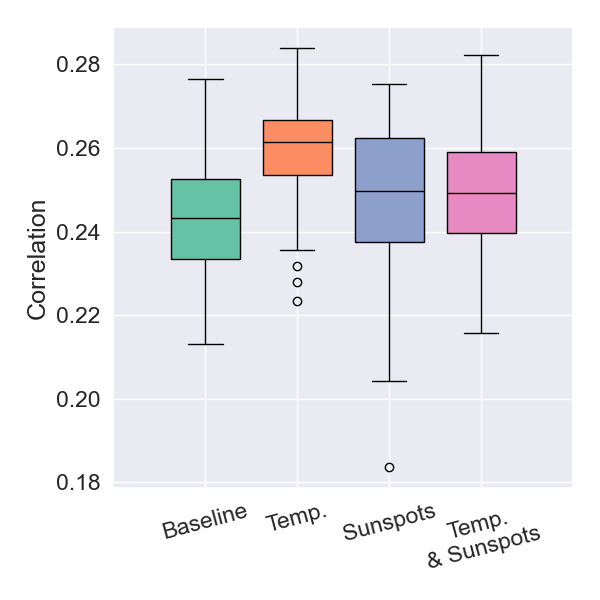 0.28
0.26
0.24
0.22
0.20
0.18
Correlation
Baseline
Temp.
Sunspots
Temp.
& Sunspots